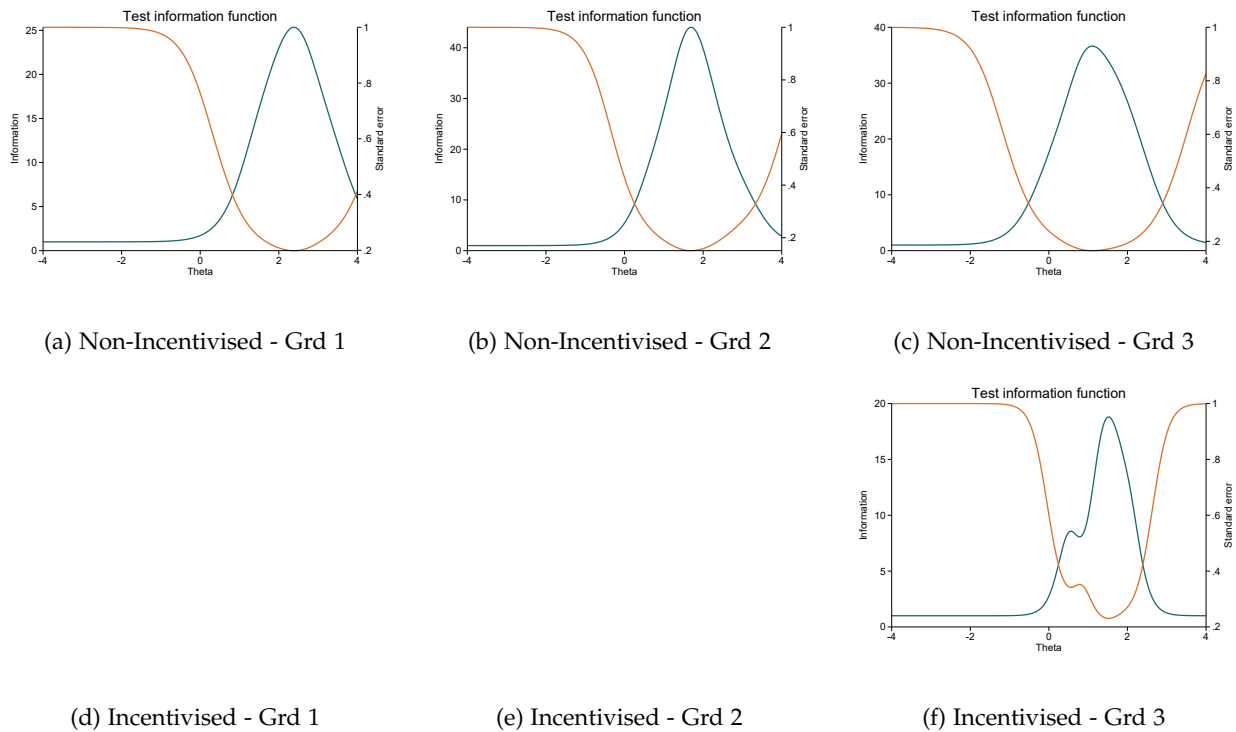 Test information function
25
20
15
10
5
0
Information
1
.8
.6
.4
.2
Standard error
-4
-2
0
2
4
Theta
(a) Non-Incentivised - Grd 1
Test information function
40
30
20
10
0
Information
1
.8
.6
.4
.2
Standard error
-4
-2
0
2
4
Theta
(b) Non-Incentivised - Grd 2
Test information function
40
30
20
10
0
Information
1
.8
.6
.4
.2
Standard error
-4
-2
0
2
4
Theta
(c) Non-Incentivised - Grd 3
Test information function
20
15
10
5
0
Information
1
.8
.6
.4
.2
Standard error
-4
-2
0
2
4
Theta
(d) Incentivised - Grd 1
(e) Incentivised - Grd 2
(f) Incentivised - Grd 3